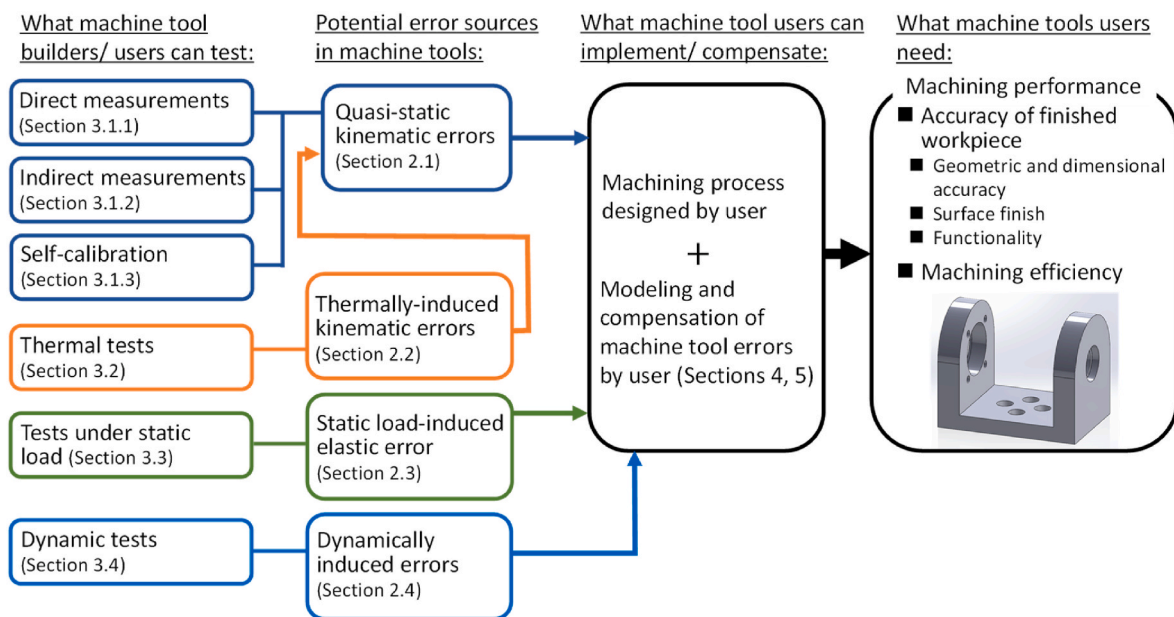 What machine tool
builders/ users can test:
Direct measurements
(Section 3.1.1)
Indirect measurements
(Section 3.1.2)
Self-calibration
(Section 3.1.3)
Thermal tests
(Section 3.2)
Tests under static
load (Section 3.3)
Dynamic tests
(Section 3.4)
Potential error sources
in machine tools:
Quasi-static
kinematic errors
(Section 2.1)
Thermally-induced
kinematic errors
(Section 2.2)
Static load-induced
elastic error
(Section 2.3)
Dynamically
induced errors
(Section 2.4)
What machine tool users can
implement/ compensate:
Machining process
designed by user
+
Modeling and
compensation of
machine tool errors
by user (Sections 4, 5)
What machine tools users
need:
Machining performance
■ Accuracy of finished
workpiece
■ Geometric and dimensional
accuracy
■ Surface finish
■ Functionality
■ Machining efficiency